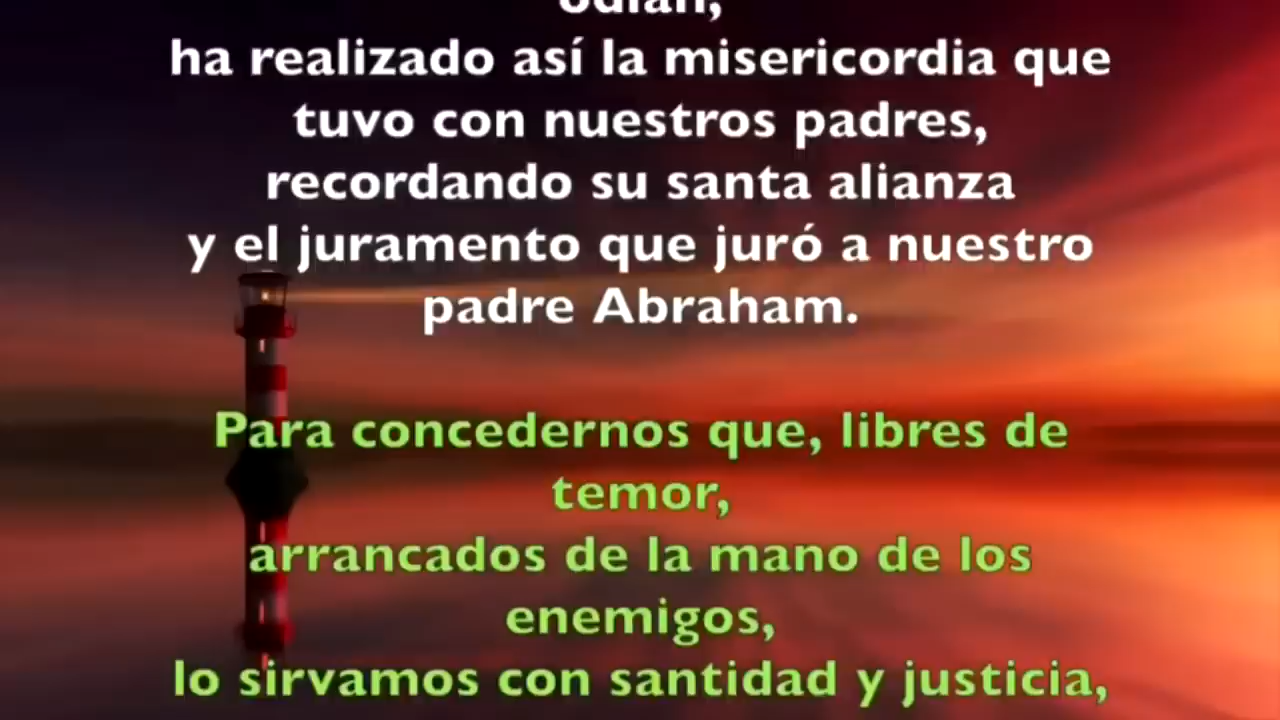 odian,
ha realizado así la misericordia que
tuvo con nuestros padres,
recordando su santa alianza
y el juramento que juró a nuestro
padre Abraham.
Para concedernos que, libres de
temor,
arrancados de la mano de los
enemigos,
lo sirvamos con santidad y justicia,